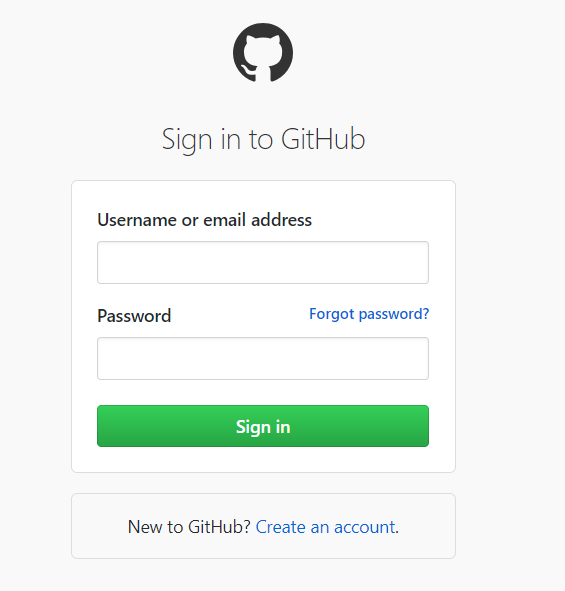 Sign in to GitHub
Username or email address
Password Forgot password?
Sign in
New to GitHub? Create an account.